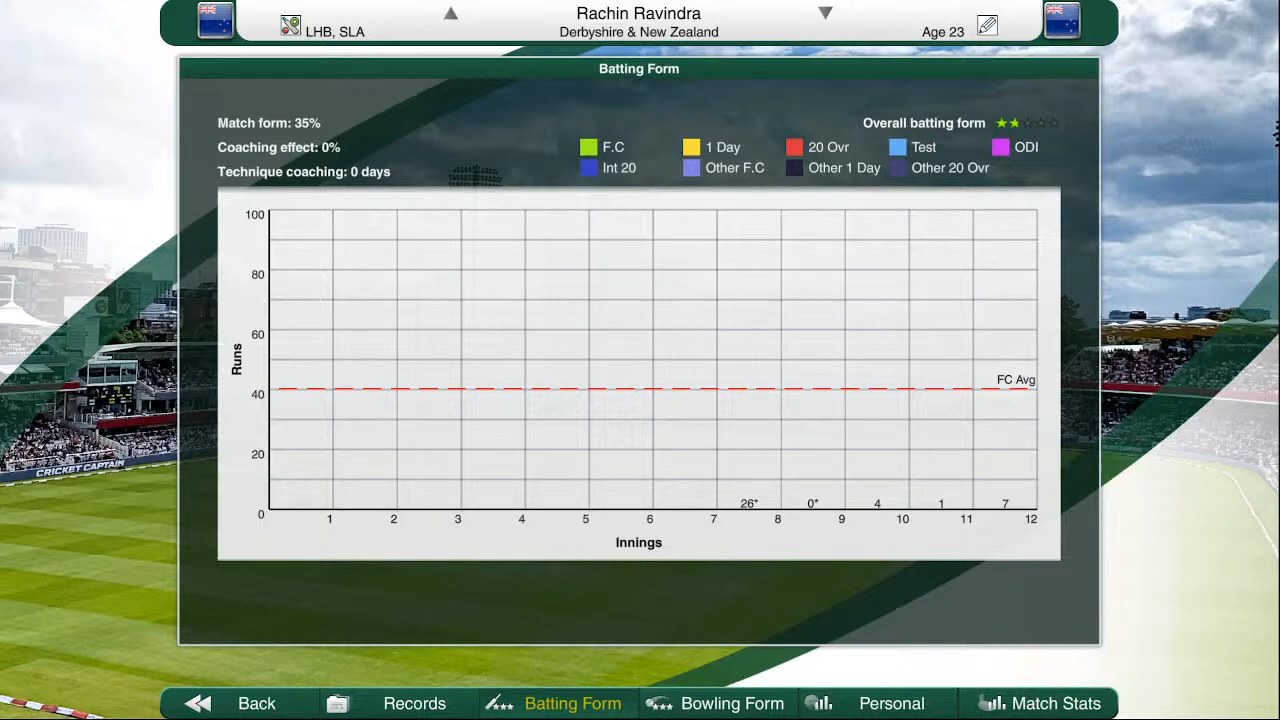 Rachin Ravindra
LHB, SLA
Derbyshire & New Zealand
Age 23
Batting Form
Match form: 35%
Overall batting form
Coaching effect: 0%
F.C
1 Day
20 Ovr
Test
ODI
Technique coaching: 0 days
Int 20
Other F.C
Other 1 Day
Other 20 Ovr
100
80
60
Runs
FC Avg
40
20
0
26*
0*
4
1
7
1 2 3 4 5 6 7 8 9 10 11 12
Innings
CRICKET CAPTAIN
Back
Records
Batting Form
Bowling Form
Personal
Match Stats